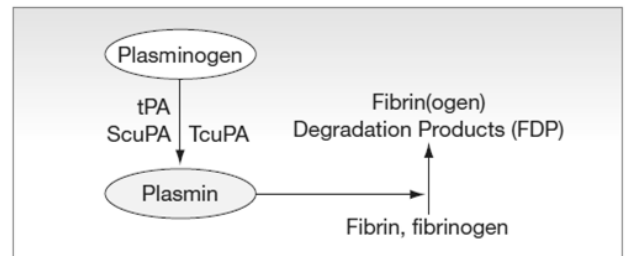 Plasminogen
tPA
ScuPA TcuPA
Plasmin
Fibrin(ogen)
Degradation Products (FDP)
Fibrin, fibrinogen